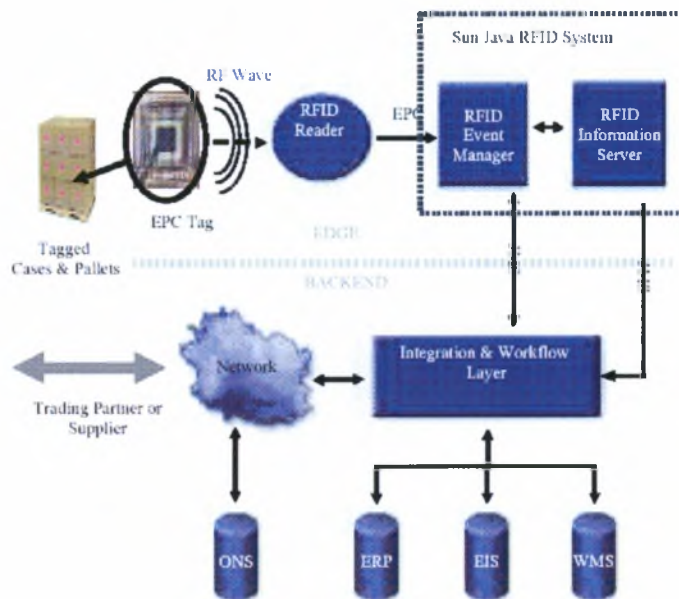 Sun Java RFID System
RF Wave
RFID
Reader
EPC
RFID
Event
Manager
RFID
Information
Server
EPC Tag
Tagged
Cases & Pallets
EDGE
BACKEND
Network
Integration & Workflow
Layer
Trading Partner or
Supplier
ONS
ERP
EIS
WMS